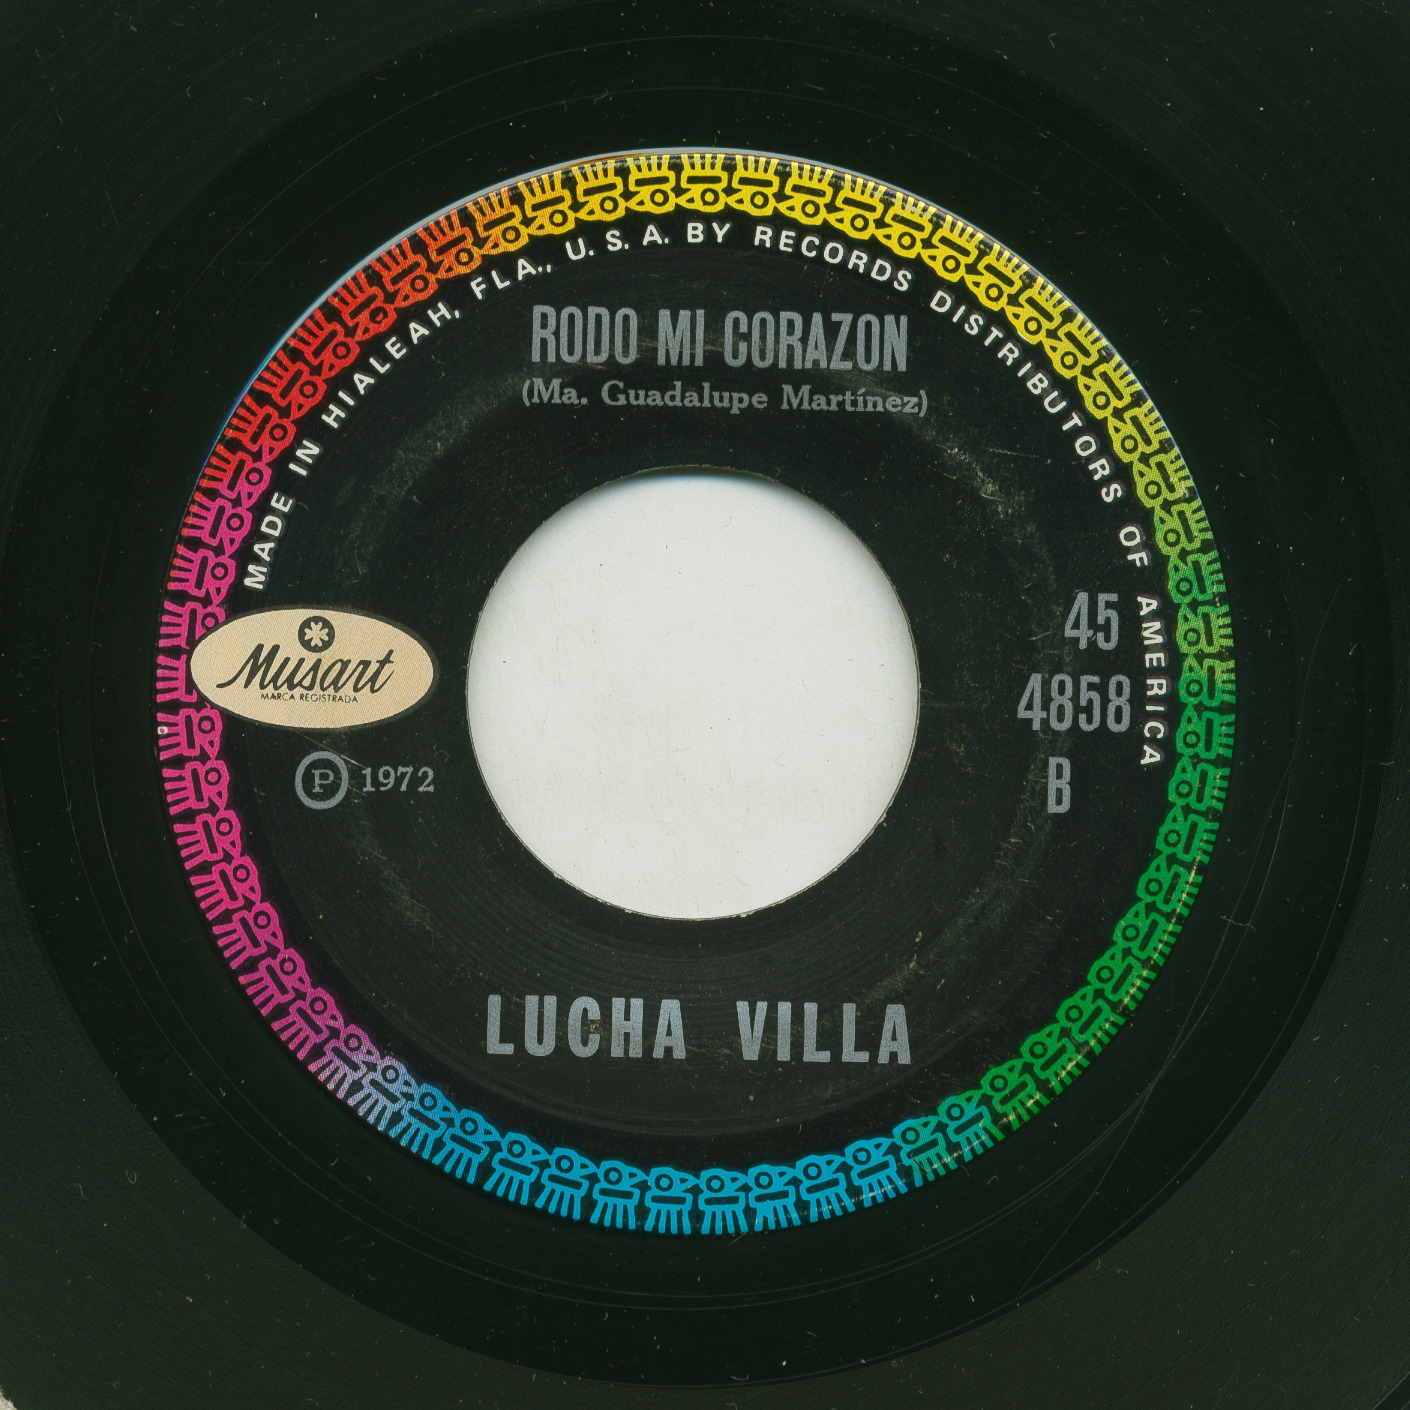 MADE IN HIALEAH, FLA., U.S.A. BY RECORDS DISTRIBUTORS OF AMERICA
RODO MI CORAZON
(Ma. Guadalupe Martínez)
Musart
MARCA REGISTRADA
45
4858
B
Ⓟ 1972
LUCHA VILLA